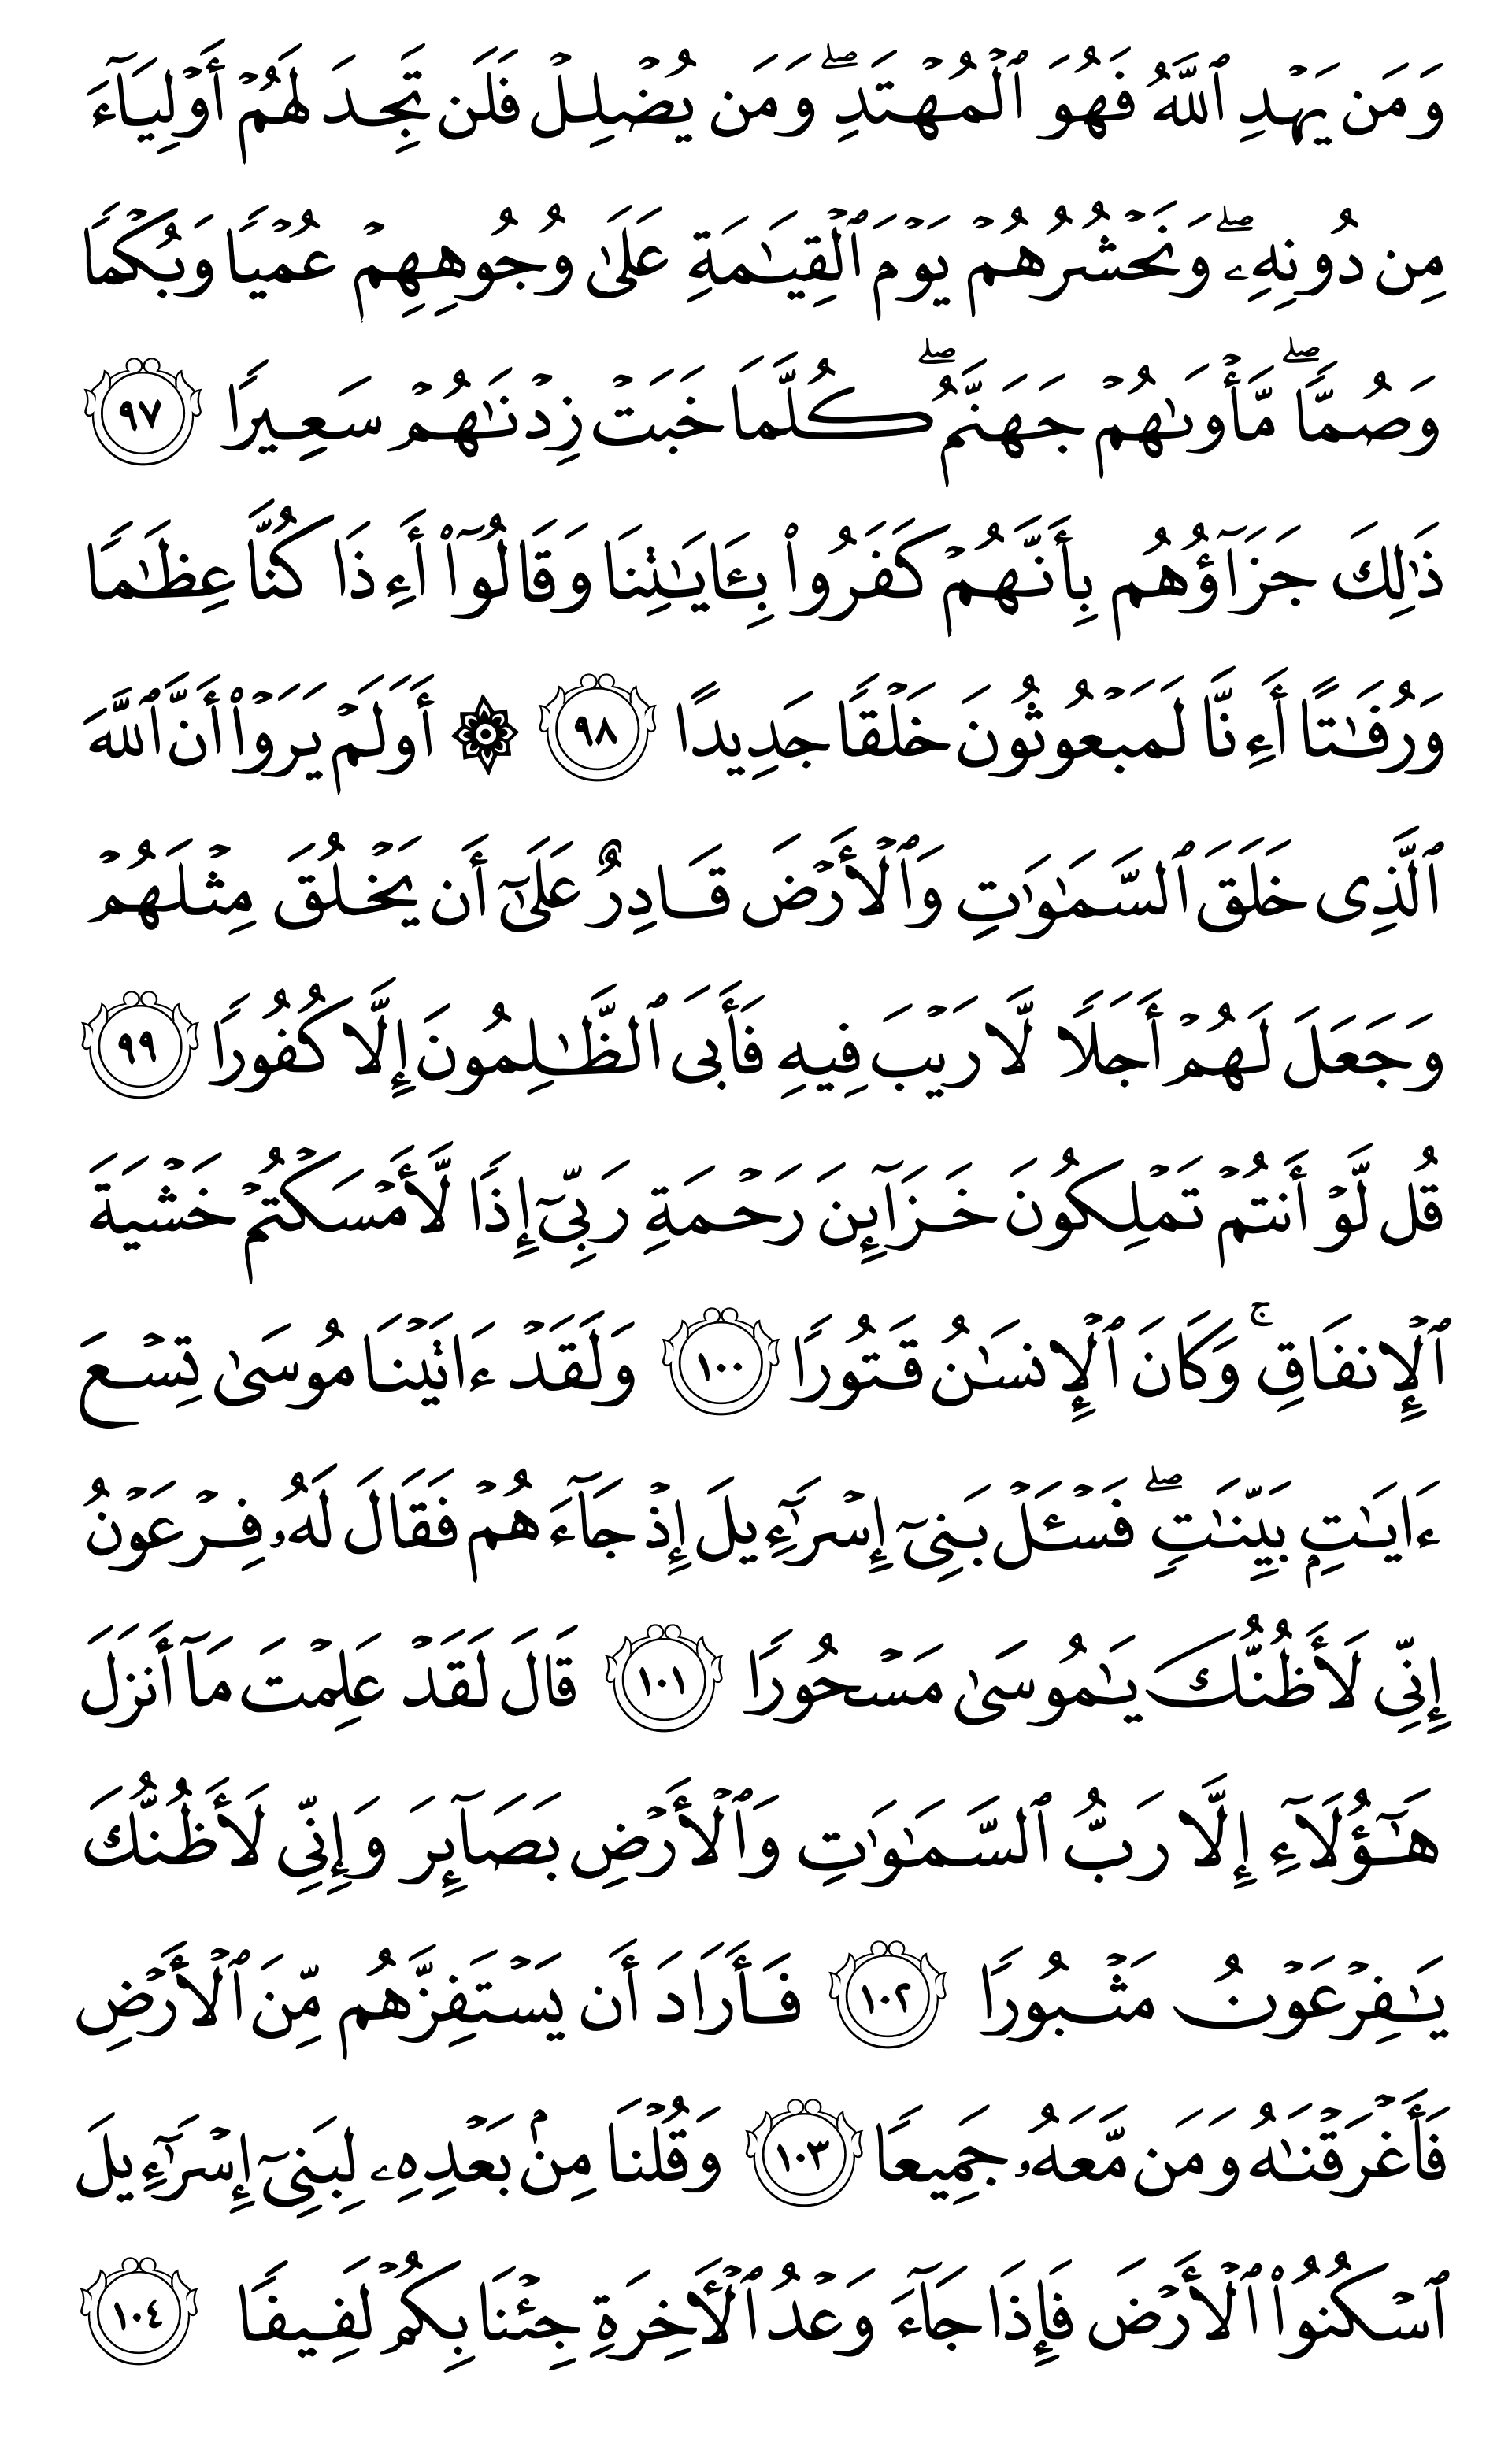 وَمَن يَهۡدِ ٱللَّهُ فَهُوَ ٱلۡمُهۡتَدِۖ وَمَن يُضۡلِلۡ فَلَن تَجِدَ لَهُمۡ أَوۡلِيَآءَ
مِن دُونِهِۦۖ وَنَحۡشُرُهُمۡ يَوۡمَ ٱلۡقِيَٰمَةِ عَلَىٰ وُجُوهِهِمۡ عُمۡيٗا وَبُكۡمٗا
وَصُمّٗاۖ مَّأۡوَىٰهُمۡ جَهَنَّمُۖ كُلَّمَا خَبَتۡ زِدۡنَٰهُمۡ سَعِيرٗا ٩٧
ذَٰلِكَ جَزَآؤُهُم بِأَنَّهُمۡ كَفَرُواْ بِـَٔايَٰتِنَا وَقَالُوٓاْ أَءِذَا كُنَّا عِظَٰمٗا
وَرُفَٰتًا أَءِنَّا لَمَبۡعُوثُونَ خَلۡقٗا جَدِيدًا ٩٨ ۞ أَوَلَمۡ يَرَوۡاْ أَنَّ ٱللَّهَ
ٱلَّذِي خَلَقَ ٱلسَّمَٰوَٰتِ وَٱلۡأَرۡضَ قَادِرٌ عَلَىٰٓ أَن يَخۡلُقَ مِثۡلَهُمۡ
وَجَعَلَ لَهُمۡ أَجَلٗا لَّا رَيۡبَ فِيهِ فَأَبَى ٱلظَّٰلِمُونَ إِلَّا كُفُورٗا ٩٩
قُل لَّوۡ أَنتُمۡ تَمۡلِكُونَ خَزَآئِنَ رَحۡمَةِ رَبِّيٓ إِذٗا لَّأَمۡسَكۡتُمۡ خَشۡيَةَ
ٱلۡإِنفَاقِۚ وَكَانَ ٱلۡإِنسَٰنُ قَتُورٗا ١٠٠ وَلَقَدۡ ءَاتَيۡنَا مُوسَىٰ تِسۡعَ
ءَايَٰتِۭ بَيِّنَٰتٖۖ فَسۡـَٔلۡ بَنِيٓ إِسۡرَٰٓءِيلَ إِذۡ جَآءَهُمۡ فَقَالَ لَهُۥ فِرۡعَوۡنُ
إِنِّي لَأَظُنُّكَ يَٰمُوسَىٰ مَسۡحُورٗا ١٠١ قَالَ لَقَدۡ عَلِمۡتَ مَآ أَنزَلَ
هَٰٓؤُلَآءِ إِلَّا رَبُّ ٱلسَّمَٰوَٰتِ وَٱلۡأَرۡضِ بَصَآئِرَ وَإِنِّي لَأَظُنُّكَ
يَٰفِرۡعَوۡنُ مَثۡبُورٗا ١٠٢ فَأَرَادَ أَن يَسۡتَفِزَّهُم مِّنَ ٱلۡأَرۡضِ
فَأَغۡرَقۡنَٰهُ وَمَن مَّعَهُۥ جَمِيعٗا ١٠٣ وَقُلۡنَا مِنۢ بَعۡدِهِۦ لِبَنِيٓ إِسۡرَٰٓءِيلَ
ٱسۡكُنُواْ ٱلۡأَرۡضَ فَإِذَا جَآءَ وَعۡدُ ٱلۡأٓخِرَةِ جِئۡنَا بِكُمۡ لَفِيفٗا ١٠٤